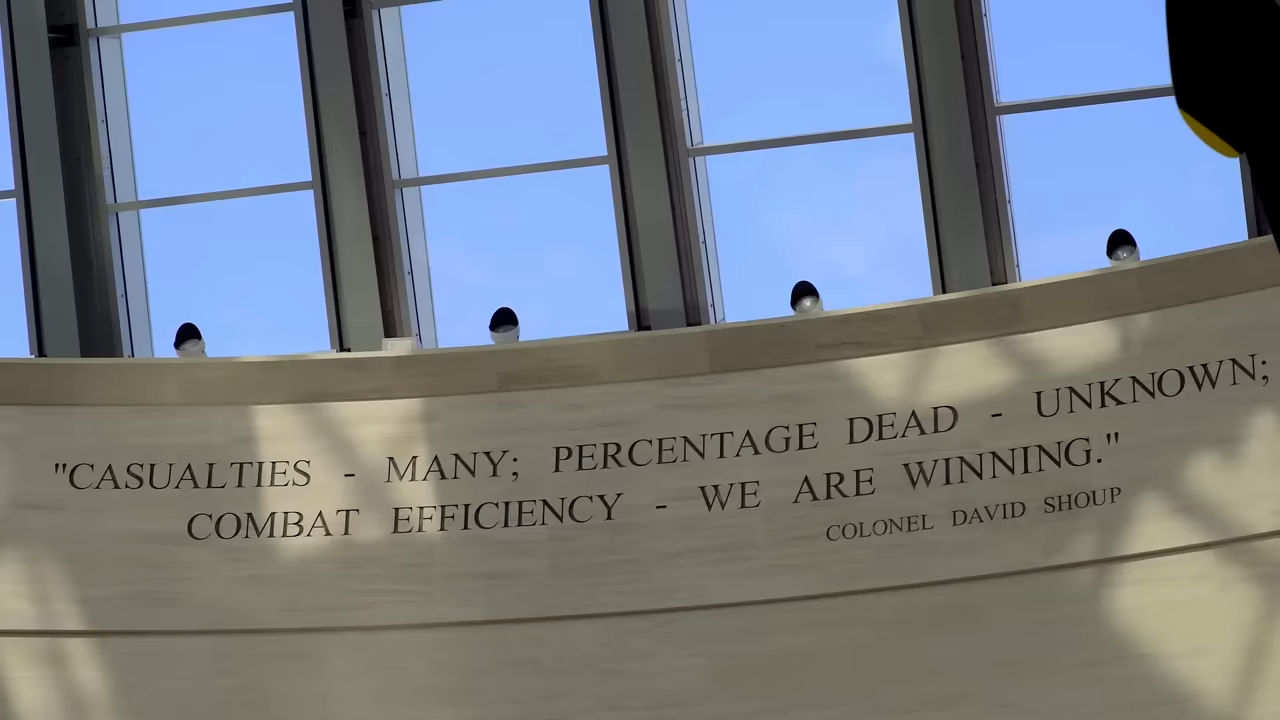 "CASUALTIES - MANY; PERCENTAGE DEAD - UNKNOWN;
COMBAT EFFICIENCY - WE ARE WINNING."
COLONEL DAVID SHOUP